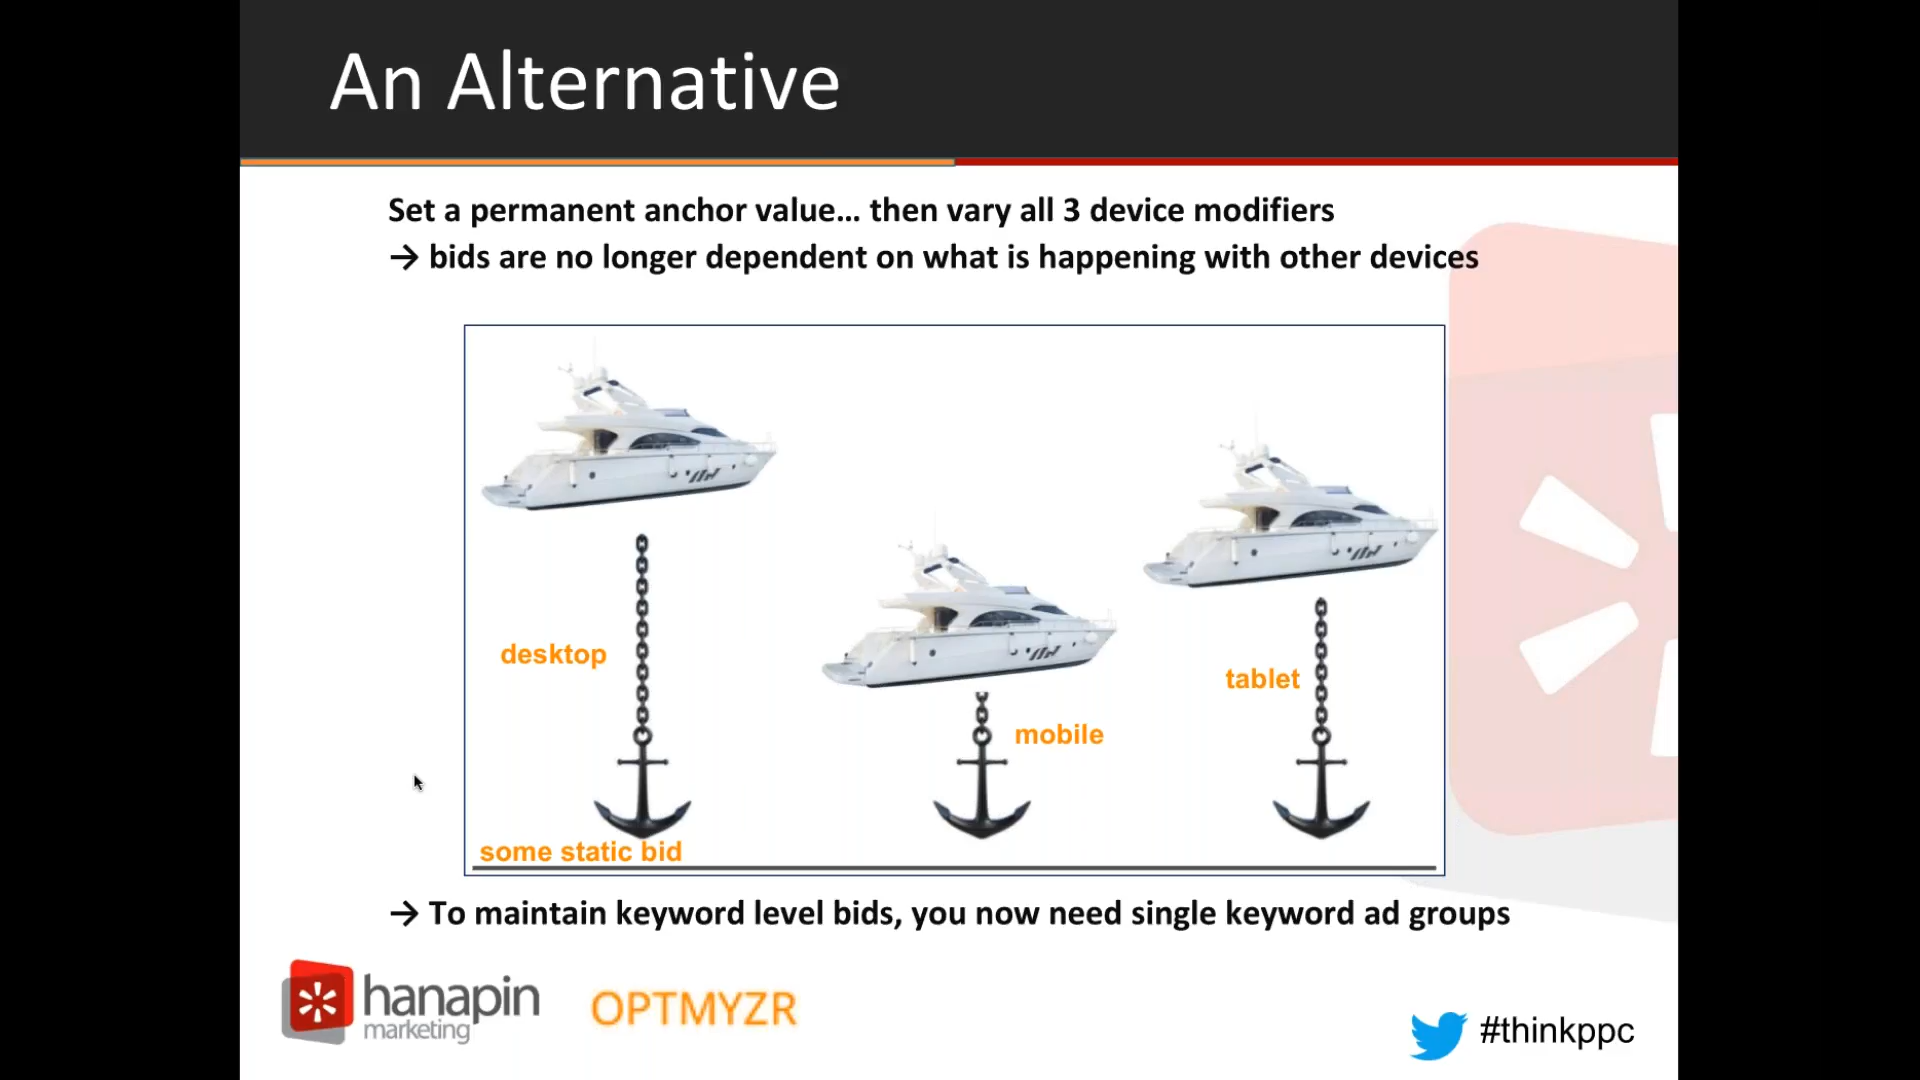 An Alternative
Set a permanent anchor value... then vary all 3 device modifiers
→ bids are no longer dependent on what is happening with other devices
desktop
tablet
mobile
some static bid
→ To maintain keyword level bids, you now need single keyword ad groups
hanapin
marketing
OPTMYZR
#thinkppc